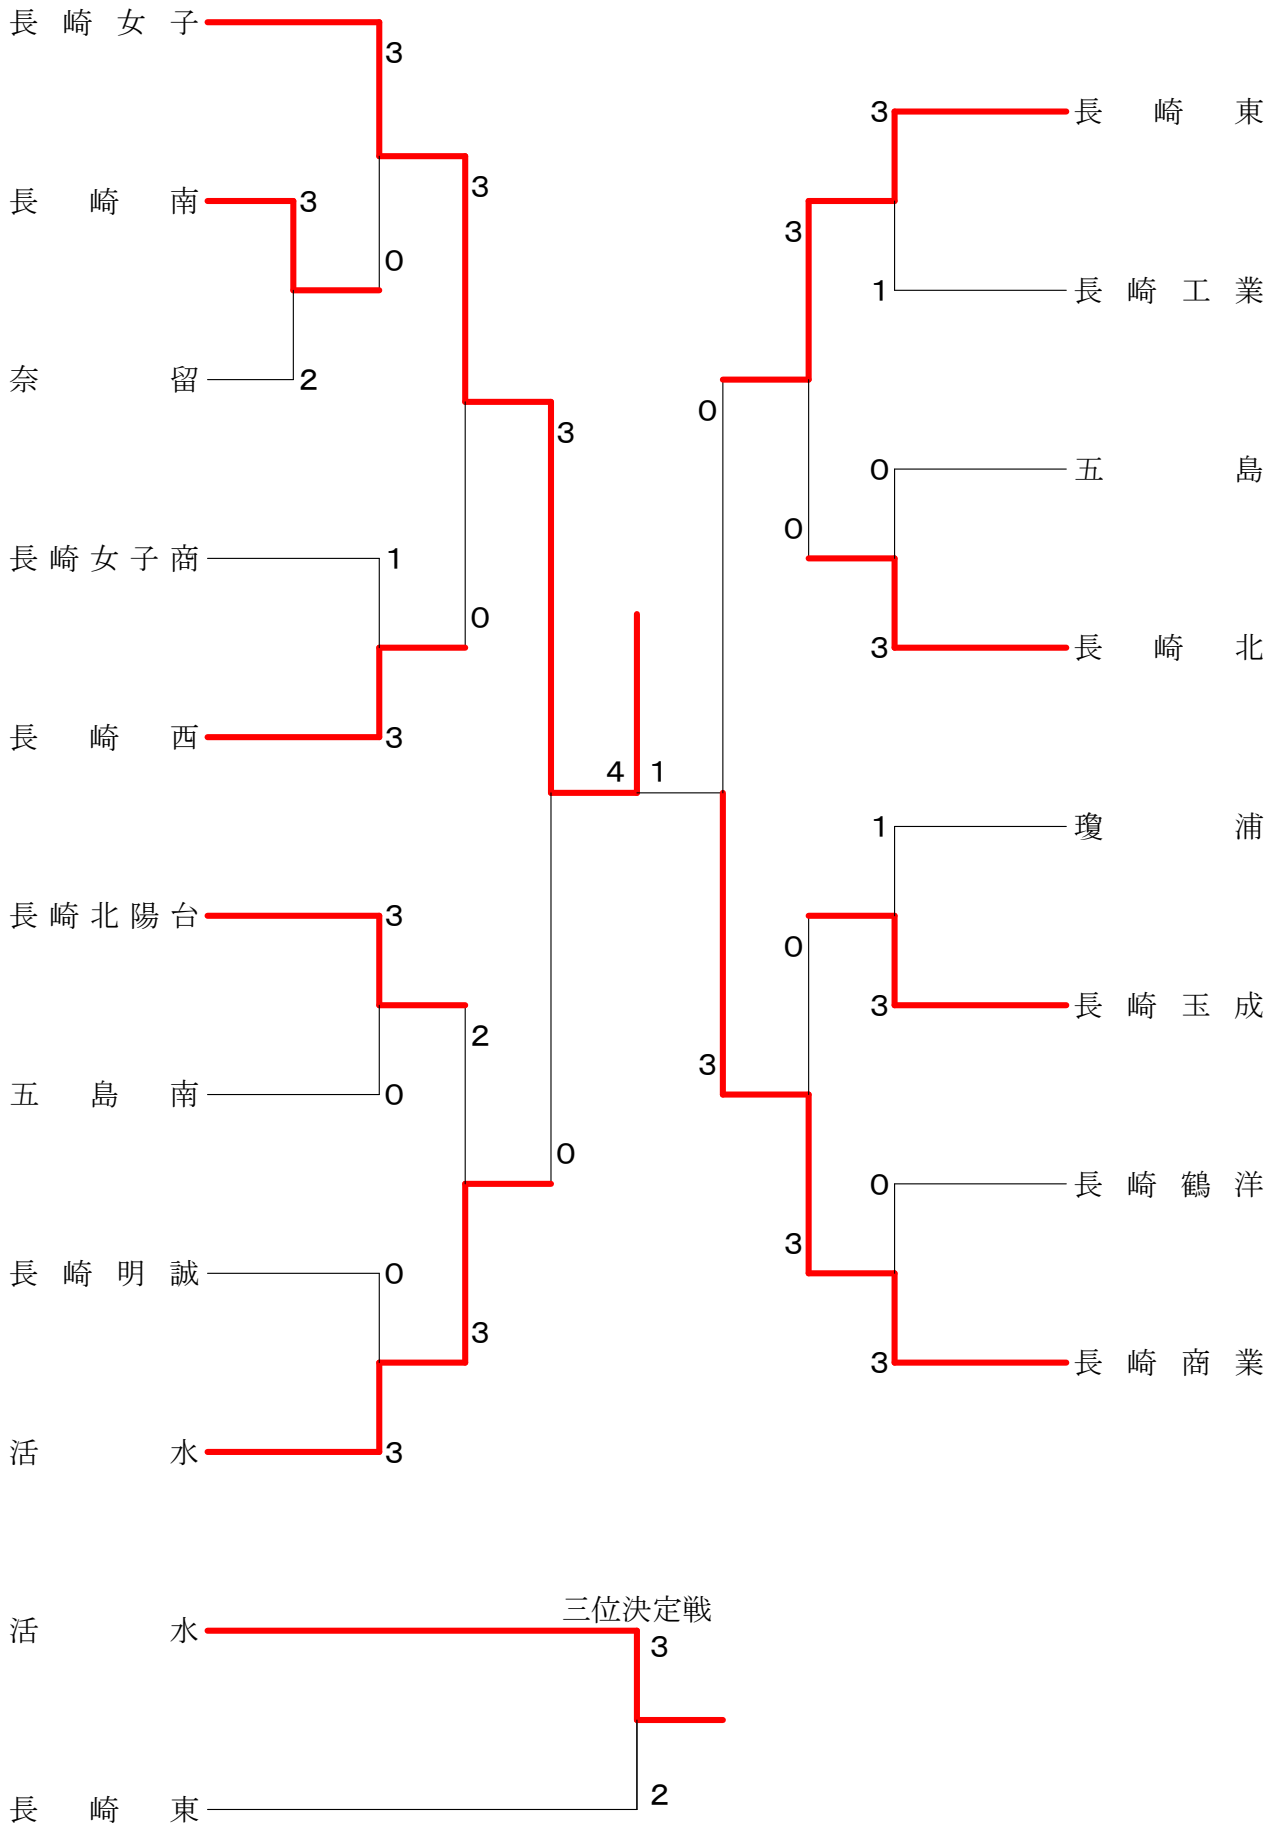 長崎女子
3
3
長崎東
長崎南
3
3
3
0
1
長崎工業
奈留
2
0
3
0
五島
0
長崎女子商
1
0
3
長崎北
長崎西
3
4 1
1
瓊浦
長崎北陽台
3
0
2
3
長崎玉成
五島南
0
3
0
0
長崎鶴洋
長崎明誠
0
3
3
3
長崎商業
活水
3
三位決定戦
活水
3
2
長崎東